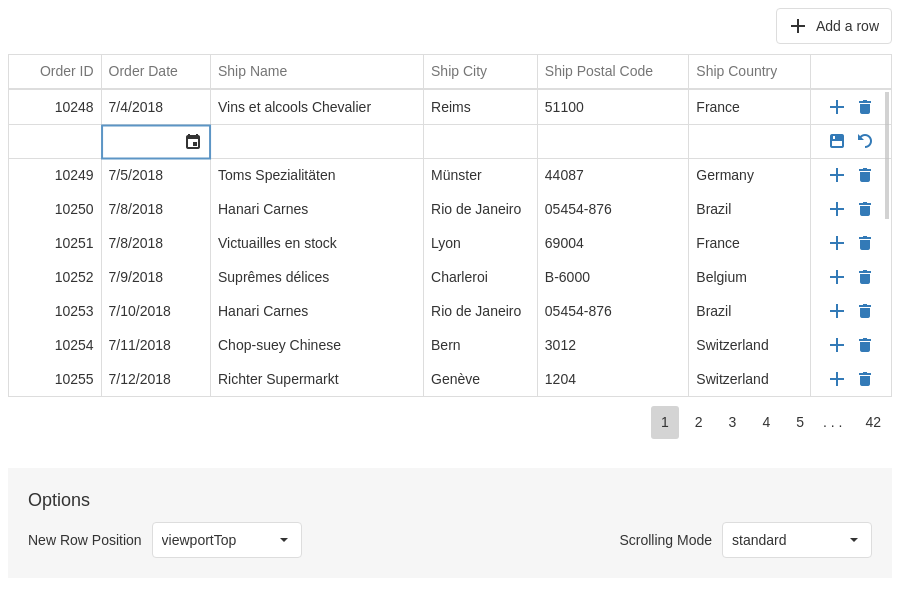 Add a row
Order ID Order Date Ship Name Ship City Ship Postal Code Ship Country
10248 7/4/2018 Vins et alcools Chevalier Reims 51100 France
10249 7/5/2018 Toms Spezialitäten Münster 44087 Germany
10250 7/8/2018 Hanari Carnes Rio de Janeiro 05454-876 Brazil
10251 7/8/2018 Victuailles en stock Lyon 69004 France
10252 7/9/2018 Suprêmes délices Charleroi B-6000 Belgium
10253 7/10/2018 Hanari Carnes Rio de Janeiro 05454-876 Brazil
10254 7/11/2018 Chop-suey Chinese Bern 3012 Switzerland
10255 7/12/2018 Richter Supermarkt Genève 1204 Switzerland
1 2 3 4 5 . . . 42
Options
New Row Position viewportTop Scrolling Mode standard